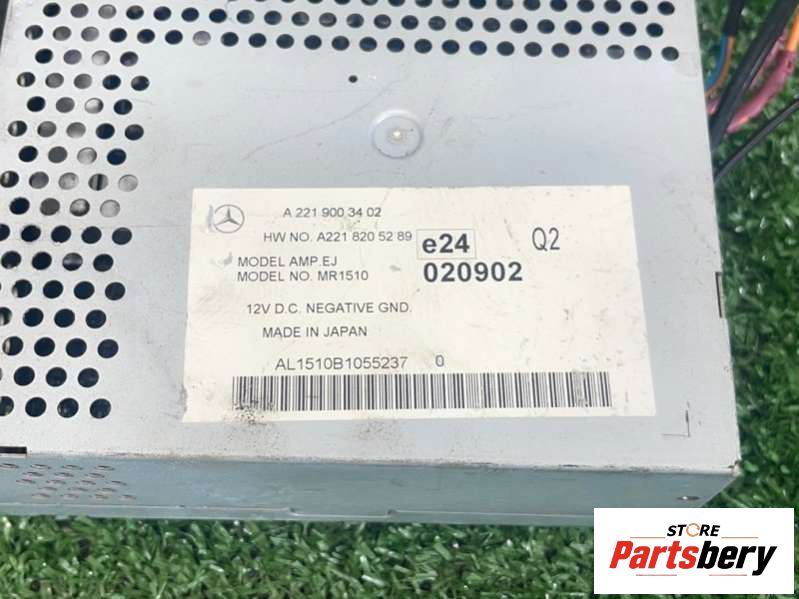 A 221 900 34 02
HW NO. A221 820 52 89
e24
Q2
MODEL AMP.EJ
MODEL NO. MR1510
020902
12V D.C. NEGATIVE GND.
MADE IN JAPAN
AL1510B1055237 0
STORE
Partsbery